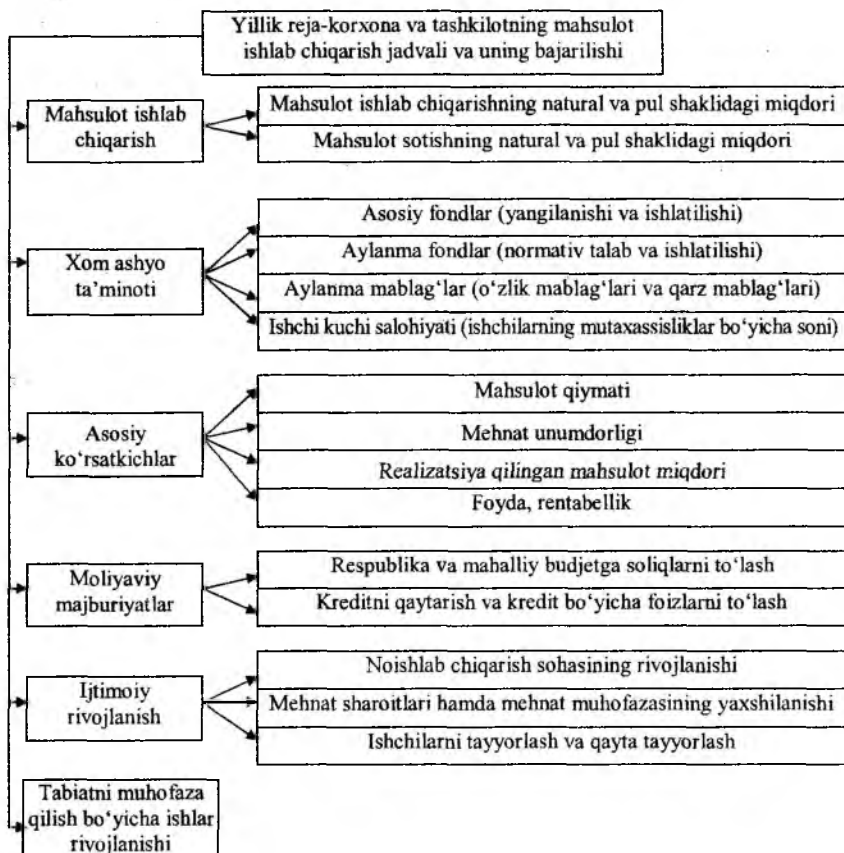 Yillik reja-korxona va tashkilotning mahsulot
ishlab chiqarish jadvali va uning bajarilishi
Mahsulot ishlab
chiqarish
Mahsulot ishlab chiqarishning natural va pul shaklidagi miqdori
Mahsulot sotishning natural va pul shaklidagi miqdori
Xom ashyo
ta’minoti
Asosiy fondlar (yangilanishi va ishlatilishi)
Aylanma fondlar (normativ talab va ishlatilishi)
Aylanma mablag‘lar (o‘zlik mablag‘lari va qarz mablag‘lari)
Ishchi kuchi salohiyati (ishchilarning mutaxassisliklar bo‘yicha soni)
Asosiy
ko‘rsatkichlar
Mahsulot qiymati
Mehnat unumdorligi
Realizatsiya qilingan mahsulot miqdori
Foyda, rentabellik
Moliyaviy
majburiyatlar
Respublika va mahalliy budjetga soliqlarni to‘lash
Kreditni qaytarish va kredit bo‘yicha foizlarni to‘lash
Ijtimoiy
rivojlanish
Noishlab chiqarish sohasining rivojlanishi
Mehnat sharoitlari hamda mehnat muhofazasining yaxshilanishi
Ishchilarni tayyorlash va qayta tayyorlash
Tabiatni muhofaza
qilish bo‘yicha ishlar
rivojlanishi